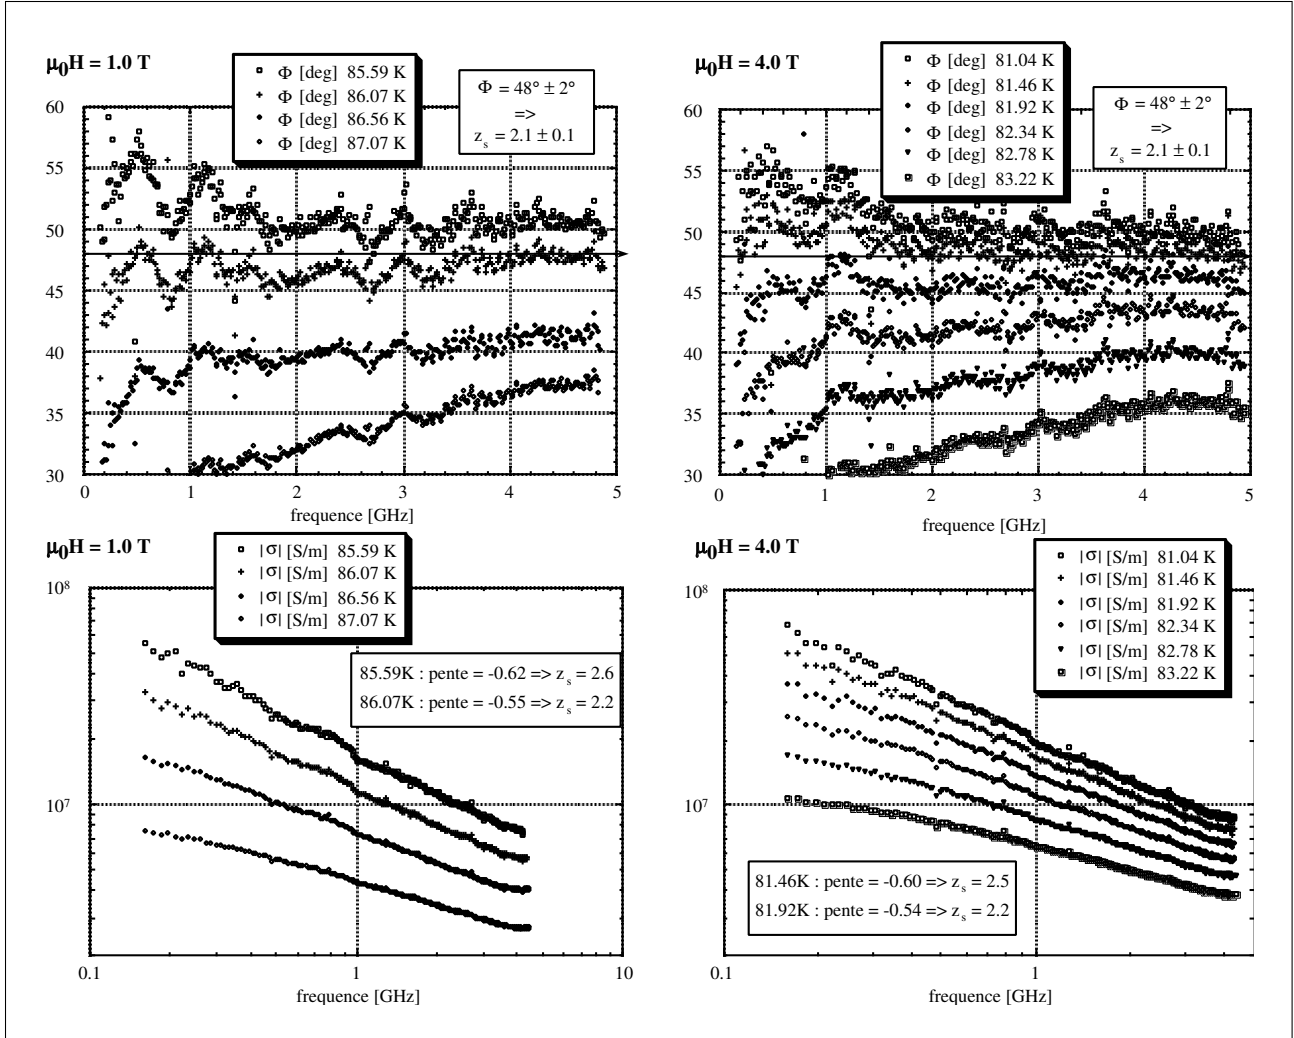 μ0H = 1.0 T
Φ [deg] 85.59 K
Φ [deg] 86.07 K
Φ [deg] 86.56 K
Φ [deg] 87.07 K
Φ = 48° ± 2°
=>
zs = 2.1 ± 0.1
60
55
50
45
40
35
30
0 1 2 3 4 5
frequence [GHz]
μ0H = 4.0 T
Φ [deg] 81.04 K
Φ [deg] 81.46 K
Φ [deg] 81.92 K
Φ [deg] 82.34 K
Φ [deg] 82.78 K
Φ [deg] 83.22 K
Φ = 48° ± 2°
=>
zs = 2.1 ± 0.1
60
55
50
45
40
35
30
0 1 2 3 4 5
frequence [GHz]
μ0H = 1.0 T
|σ| [S/m] 85.59 K
|σ| [S/m] 86.07 K
|σ| [S/m] 86.56 K
|σ| [S/m] 87.07 K
85.59K : pente = -0.62 => zs = 2.6
86.07K : pente = -0.55 => zs = 2.2
10^8
10^7
0.1 1 10
frequence [GHz]
μ0H = 4.0 T
|σ| [S/m] 81.04 K
|σ| [S/m] 81.46 K
|σ| [S/m] 81.92 K
|σ| [S/m] 82.34 K
|σ| [S/m] 82.78 K
|σ| [S/m] 83.22 K
10^8
10^7
81.46K : pente = -0.60 => zs = 2.5
81.92K : pente = -0.54 => zs = 2.2
0.1 1
frequence [GHz]